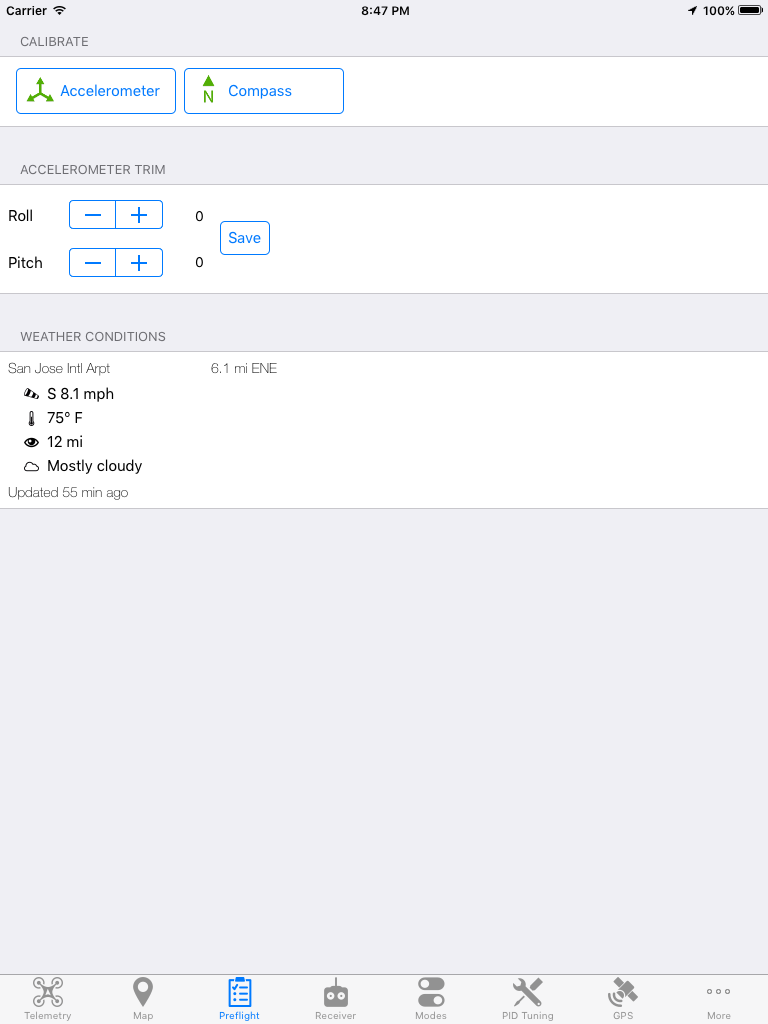 Carrier 8:47 PM 100%
CALIBRATE
Accelerometer N Compass
ACCELEROMETER TRIM
Roll 0
Save
Pitch 0
WEATHER CONDITIONS
San Jose Intl Arpt 6.1 mi ENE
S 8.1 mph
75° F
12 mi
Mostly cloudy
Updated 55 min ago
Telemetry Map Preflight Receiver Modes PID Tuning GPS More